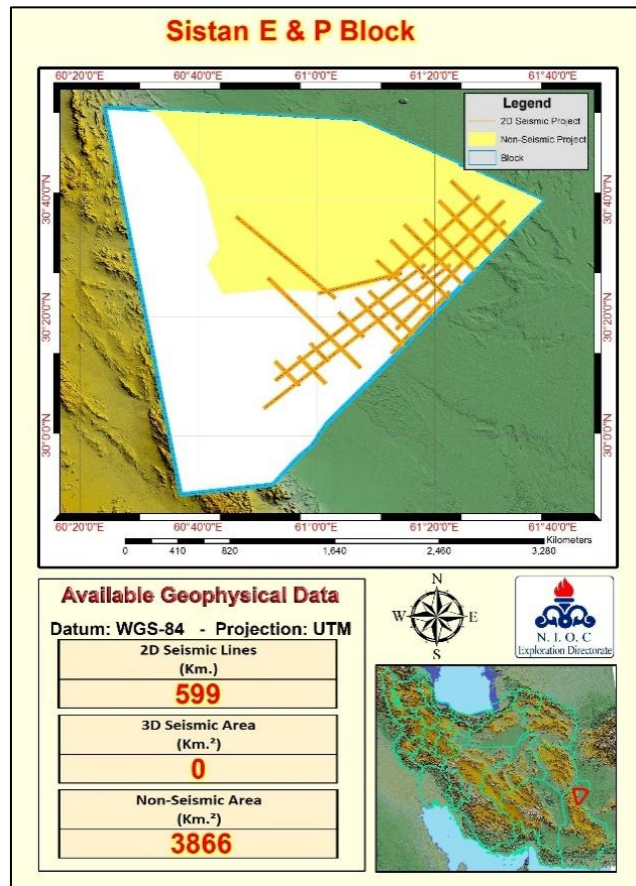 Sistan E & P Block
60°20'0"E 60°40'0"E 61°0'0"E 61°20'0"E 61°40'0"E
Legend
2D Seismic Project
Non-Seismic Project
Block
30°40'0"N 30°40'0"N
30°20'0"N 30°20'0"N
30°0'0"N 30°0'0"N
60°20'0"E 60°40'0"E 61°0'0"E 61°20'0"E 61°40'0"E
Kilometers
0 410 820 1,640 2,460 3,280
Available Geophysical Data
Datum: WGS-84 - Projection: UTM
2D Seismic Lines
(Km.)
599
3D Seismic Area
(Km.²)
0
Non-Seismic Area
(Km.²)
3866
N
W E
S
N. I. O. C
Exploration Directorate